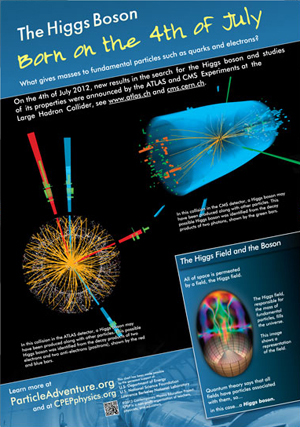 The Higgs Boson
Born on the 4th of July
What gives masses to fundamental particles such as quarks and electrons?
On the 4th of July 2012, new results in the search for the Higgs boson and studies
of its properties were announced by the ATLAS and CMS Experiments at the
Large Hadron Collider, see www.atlas.ch and cms.cern.ch.
In this collision in the CMS detector, a Higgs boson may
have been produced along with other particles. This
possible Higgs boson was identified from the decay
products of two photons, shown by the green bars.
In this collision in the ATLAS detector, a Higgs boson may
have been produced along with other particles. This possible
Higgs boson was identified from the decay products of two
electrons and two anti-electrons (positrons), shown by the red
and blue bars.
The Higgs Field and the Boson
All of space is permeated
by a field, the Higgs field.
The Higgs field,
responsible for
the mass of
fundamental
particles, fills
the universe.
This image
shows a
representation
of the field.
Quantum theory says that all
fields have particles associated
with them, so
in this case...a Higgs boson.
Learn more at
ParticleAdventure.org
and at CPEPphysics.org
U.S. Department of Energy
U.S. National Science Foundation